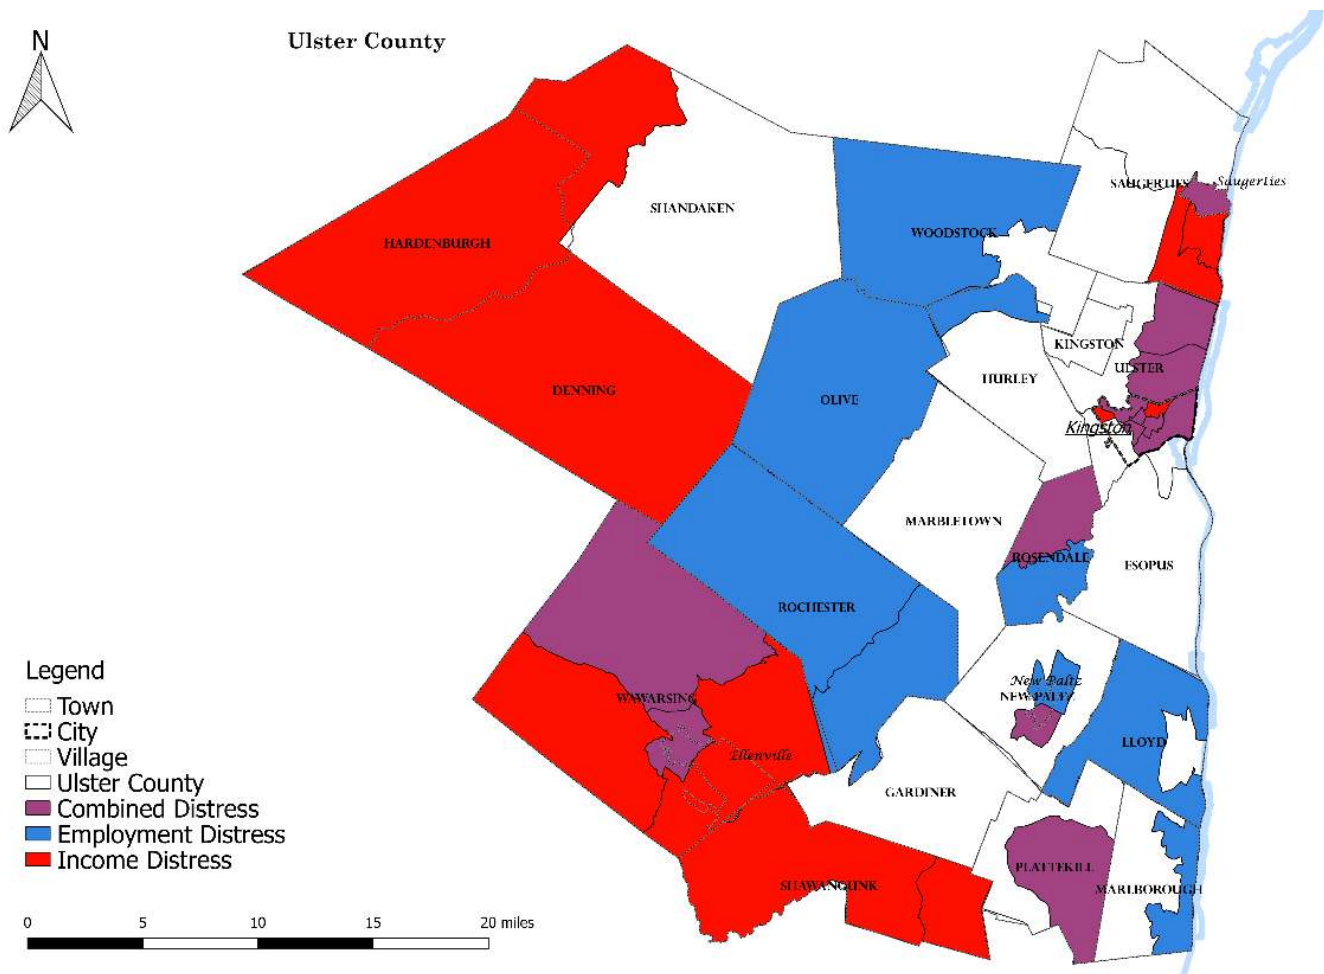 N
Ulster County
SAUGERTIES
Saugerties
SHANDAKEN
WOODSTOCK
HARDENBURGH
KINGSTON
ULSTER
HURLEY
DENNING
OLIVE
Kingston
MARBLETOWN
ROSENDALE
ESOPUS
ROCHESTER
New Paltz
NEW PALTZ
WAWARSING
LLOYD
Ellenville
GARDINER
PLATTEKILL
SHAWANGUNK
MARLBOROUGH
Legend
Town
City
Village
Ulster County
Combined Distress
Employment Distress
Income Distress
0 5 10 15 20 miles